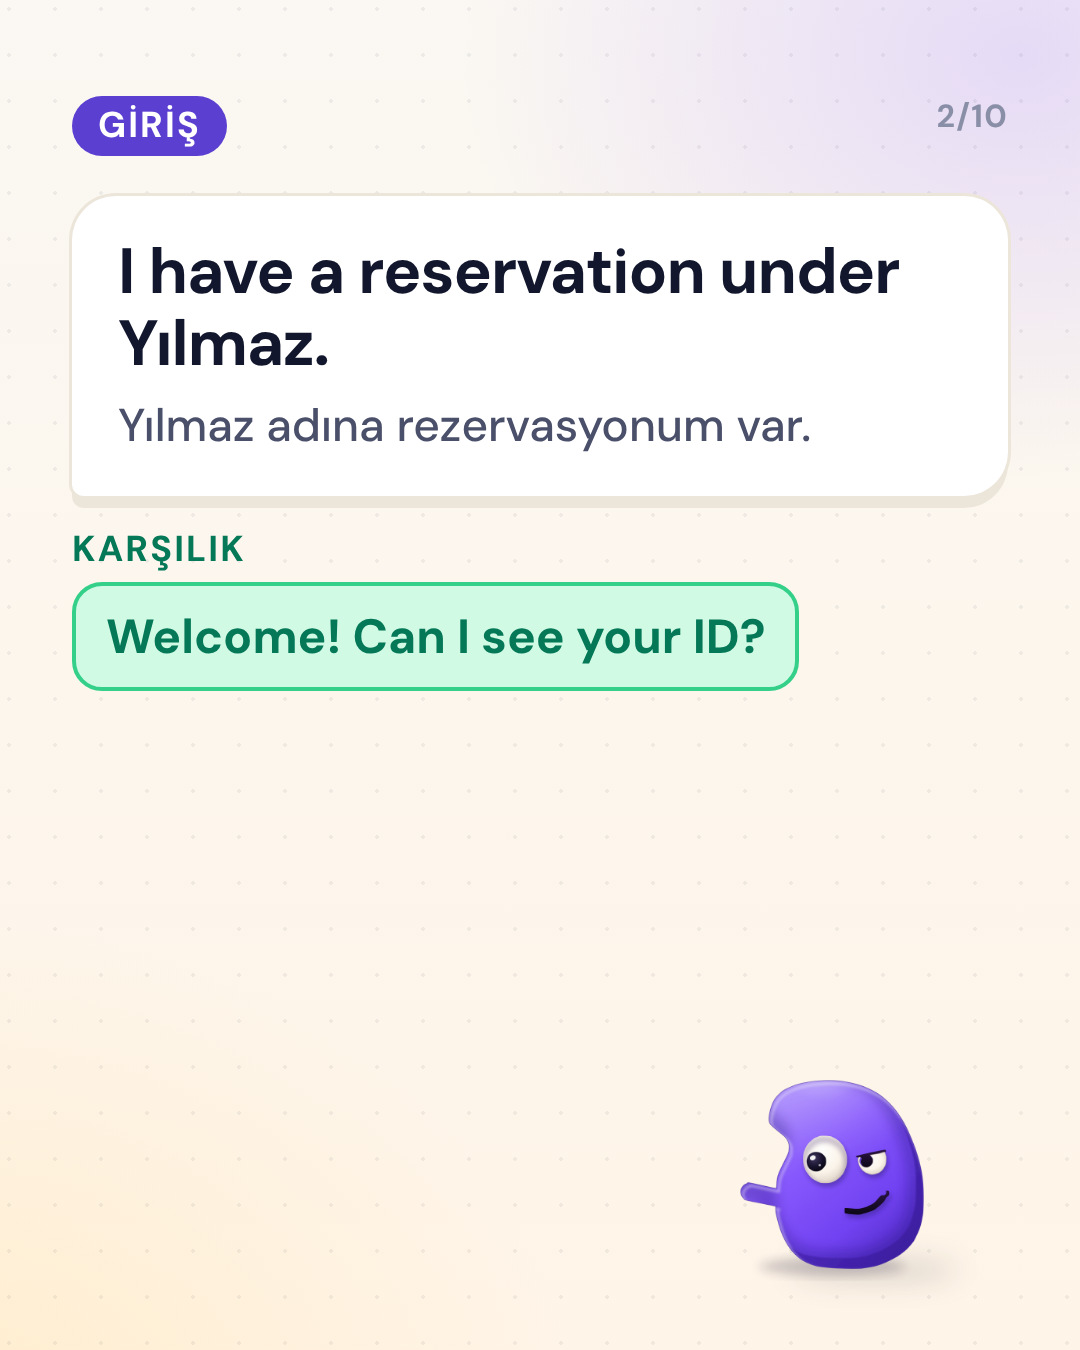 GİRİŞ
2/10
I have a reservation under
Yılmaz.
Yılmaz adına rezervasyonum var.
KARŞILIK
Welcome! Can I see your ID?